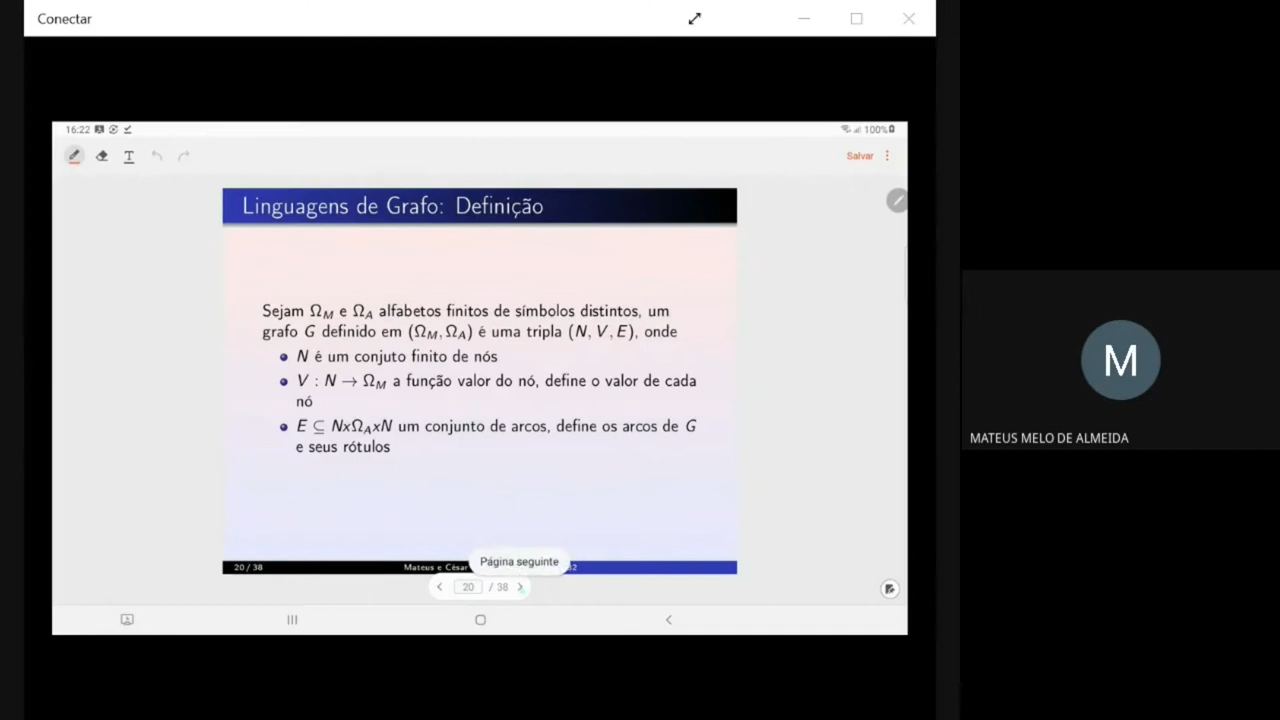 Conectar
16:22
100%
T
Salvar
Linguagens de Grafo: Definição
Sejam Ω_M e Ω_A alfabetos finitos de símbolos distintos, um
grafo G definido em (Ω_M, Ω_A) é uma tripla (N, V, E), onde
• N é um conjuto finito de nós
• V : N → Ω_M a função valor do nó, define o valor de cada
nó
• E ⊆ NxΩ_AxN um conjunto de arcos, define os arcos de G
e seus rótulos
20 / 38
Mateus e César
Página seguinte
20 / 38
M
MATEUS MELO DE ALMEIDA